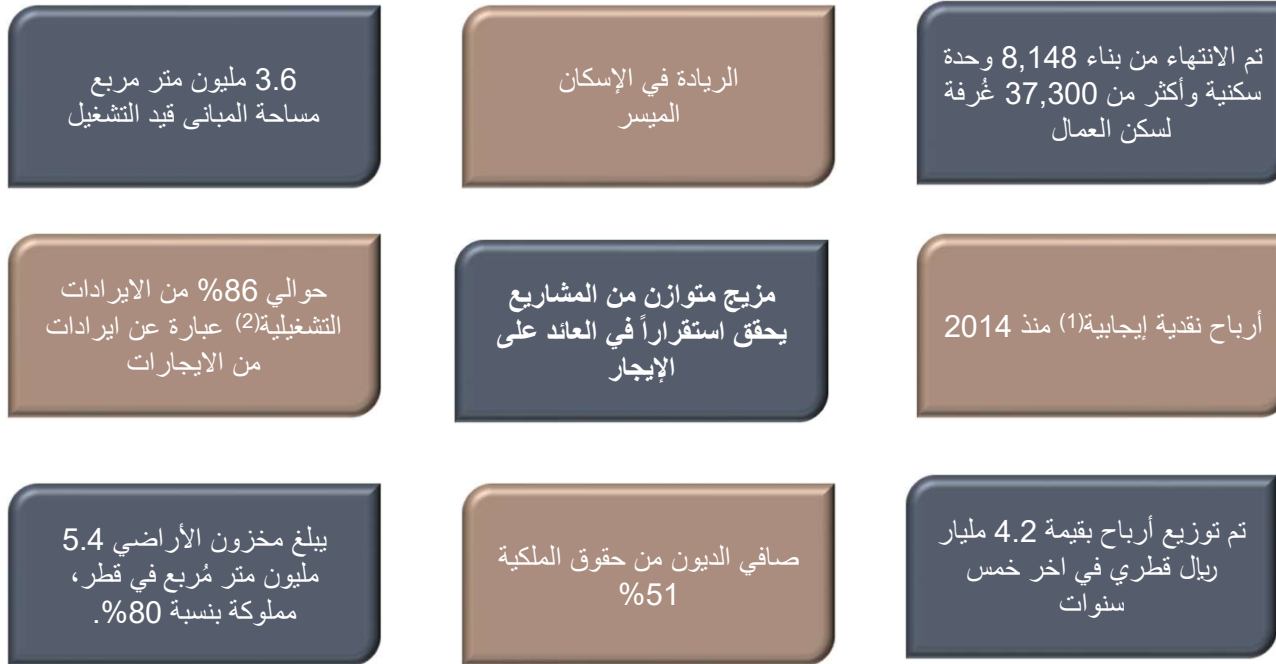 تم الانتهاء من بناء 8,148 وحدة
سكنية وأكثر من 37,300 غُرفة
لسكن العمال
الريادة في الإسكان
الميسر
3.6 مليون متر مربع
مساحة المباني قيد التشغيل
أرباح نقدية إيجابية(1) منذ 2014
مزيج متوازن من المشاريع
يحقق استقراراً في العائد على
الإيجار
حوالي 86% من الايرادات
التشغيلية(2) عبارة عن ايرادات
من الايجارات
تم توزيع أرباح بقيمة 4.2 مليار
ريال قطري في اخر خمس
سنوات
صافي الديون من حقوق الملكية
51%
يبلغ مخزون الأراضي 5.4
مليون متر مُربع في قطر،
مملوكة بنسبة 80%.